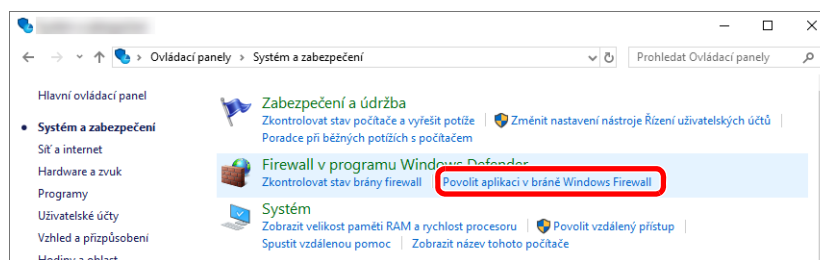 Ovládací panely > Systém a zabezpečení
Prohledat Ovládací panely
Hlavní ovládací panel
Systém a zabezpečení
Síť a internet
Hardware a zvuk
Programy
Uživatelské účty
Vzhled a přizpůsobení
Hodiny a oblast
Zabezpečení a údržba
Zkontrolovat stav počítače a vyřešit potíže | Změnit nastavení nástroje Řízení uživatelských účtů |
Poradce při běžných potížích s počítačem
Firewall v programu Windows Defender
Zkontrolovat stav brány firewall | Povolit aplikaci v bráně Windows Firewall
Systém
Zobrazit velikost paměti RAM a rychlost procesoru | Povolit vzdálený přístup |
Spustit vzdálenou pomoc | Zobrazit název tohoto počítače